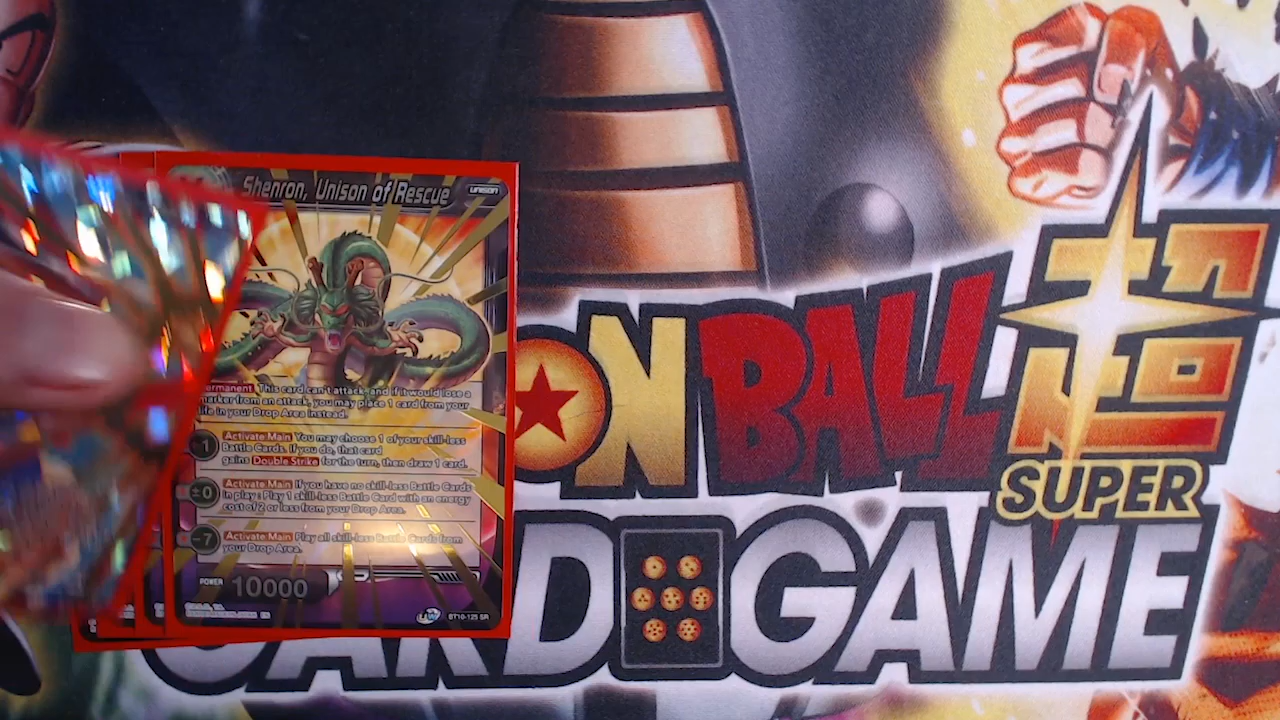 Shenron, Unison of Rescue
UNISON
Permanent This card can't attack, and if it would lose a
marker from an attack, you may place 1 card from your
life in your Drop Area instead.
1 Activate Main You may choose 1 of your skill-less
Battle Cards. If you do, that card
gains Double Strike for the turn, then draw 1 card.
±0 Activate Main If you have no skill-less Battle Cards
in play : Play 1 skill-less Battle Card with an energy
cost of 2 or less from your Drop Area.
-7 Activate Main Play all skill-less Battle Cards from
your Drop Area.
POWER 10000
BT10-125 SR
ON BALL
SUPER
CARD GAME